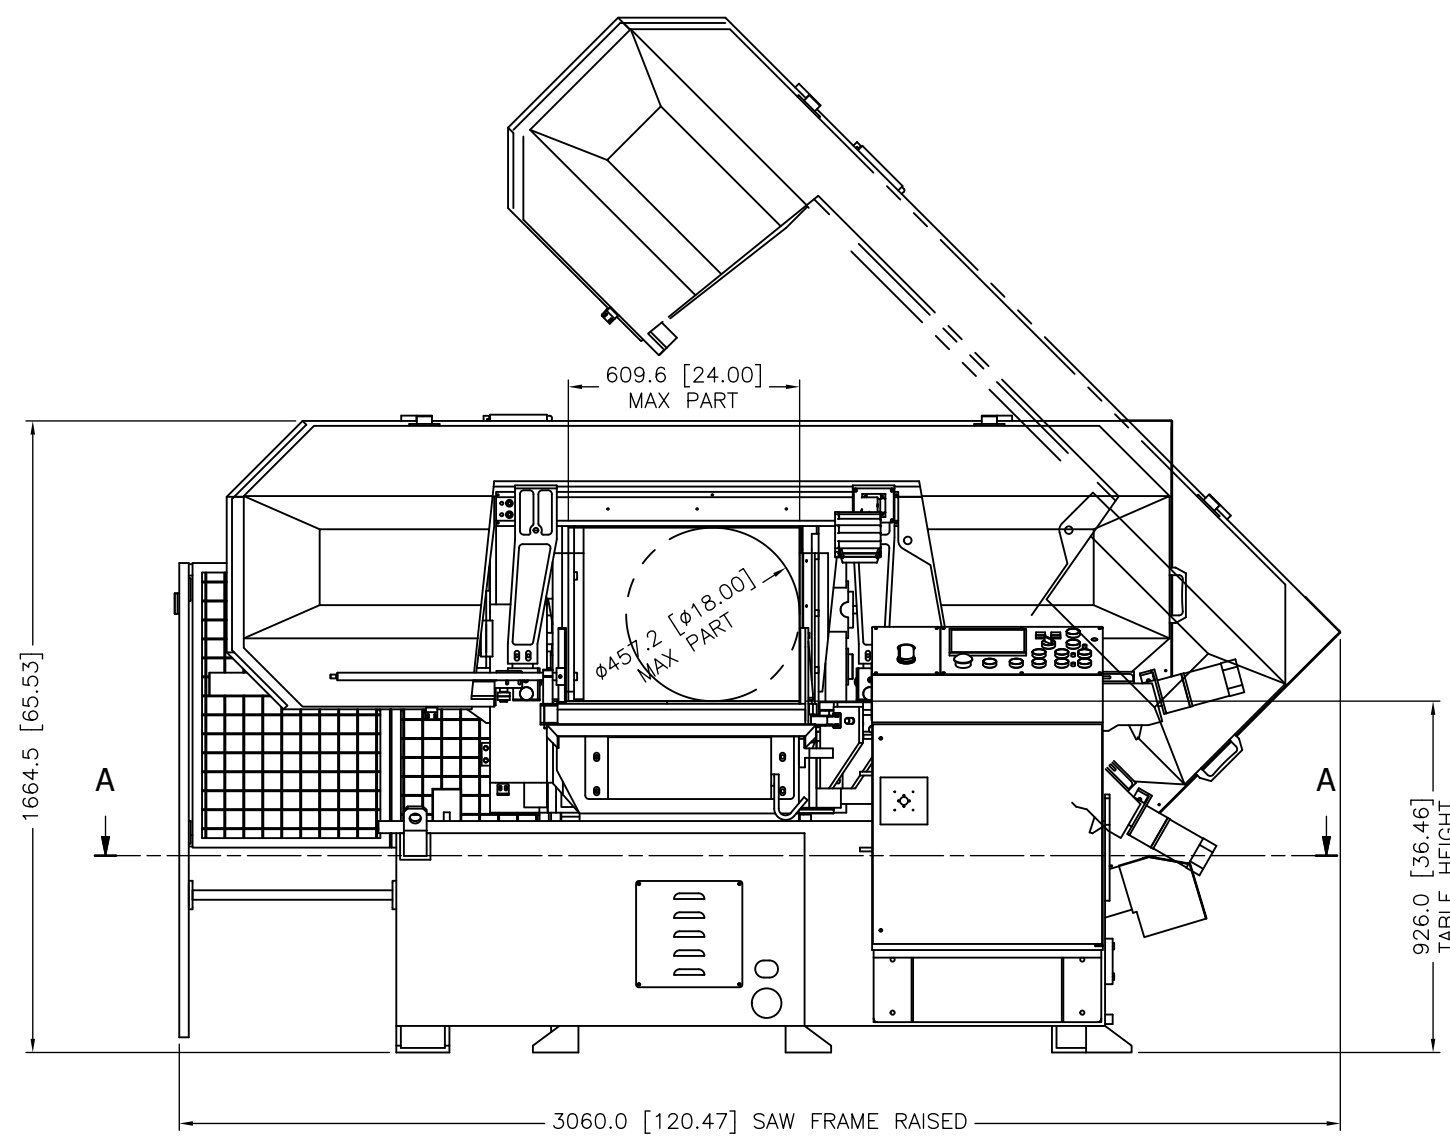 609.6 [24.00]
MAX PART
ø457.2 [ø18.00]
MAX PART
1664.5 [65.53]
A
A
926.0 [36.46]
TABLE HEIGHT
3060.0 [120.47] SAW FRAME RAISED